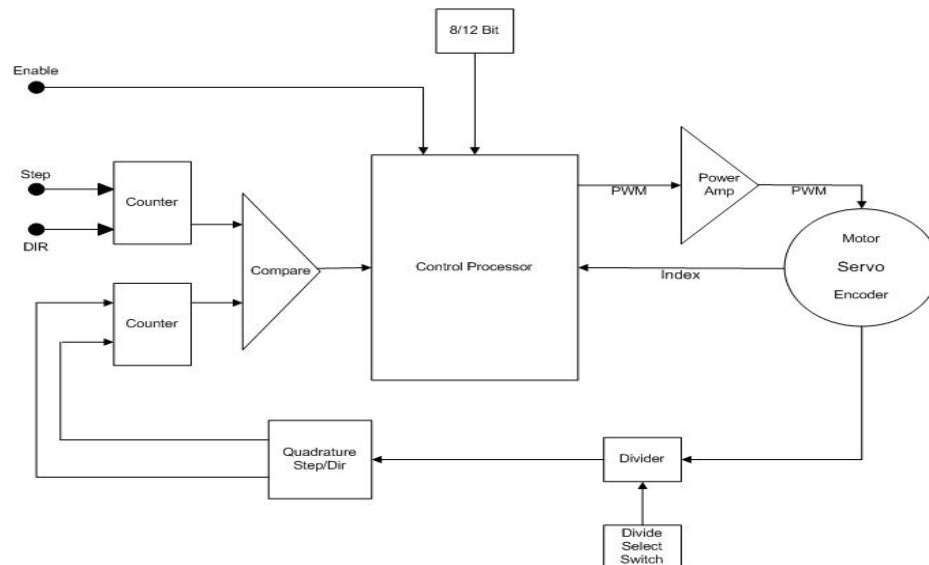 8/12 Bit
Enable
Step
DIR
Counter
Counter
Compare
Control Processor
PWM
Power
Amp
PWM
Index
Motor
Servo
Encoder
Quadrature
Step/Dir
Divider
Divide
Select
Switch